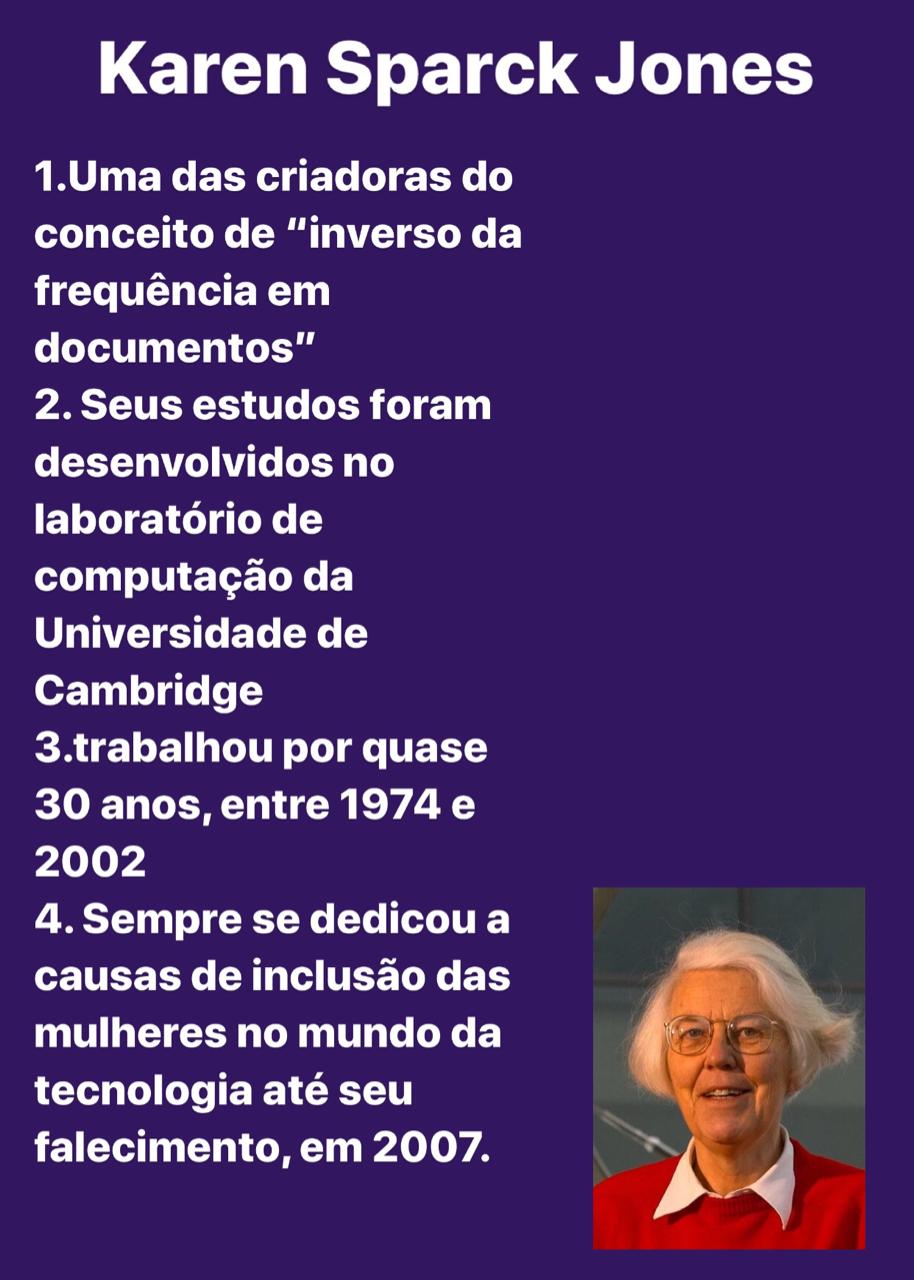 Karen Sparck Jones
1.Uma das criadoras do
conceito de “inverso da
frequência em
documentos”
2. Seus estudos foram
desenvolvidos no
laboratório de
computação da
Universidade de
Cambridge
3.trabalhou por quase
30 anos, entre 1974 e
2002
4. Sempre se dedicou a
causas de inclusão das
mulheres no mundo da
tecnologia até seu
falecimento, em 2007.